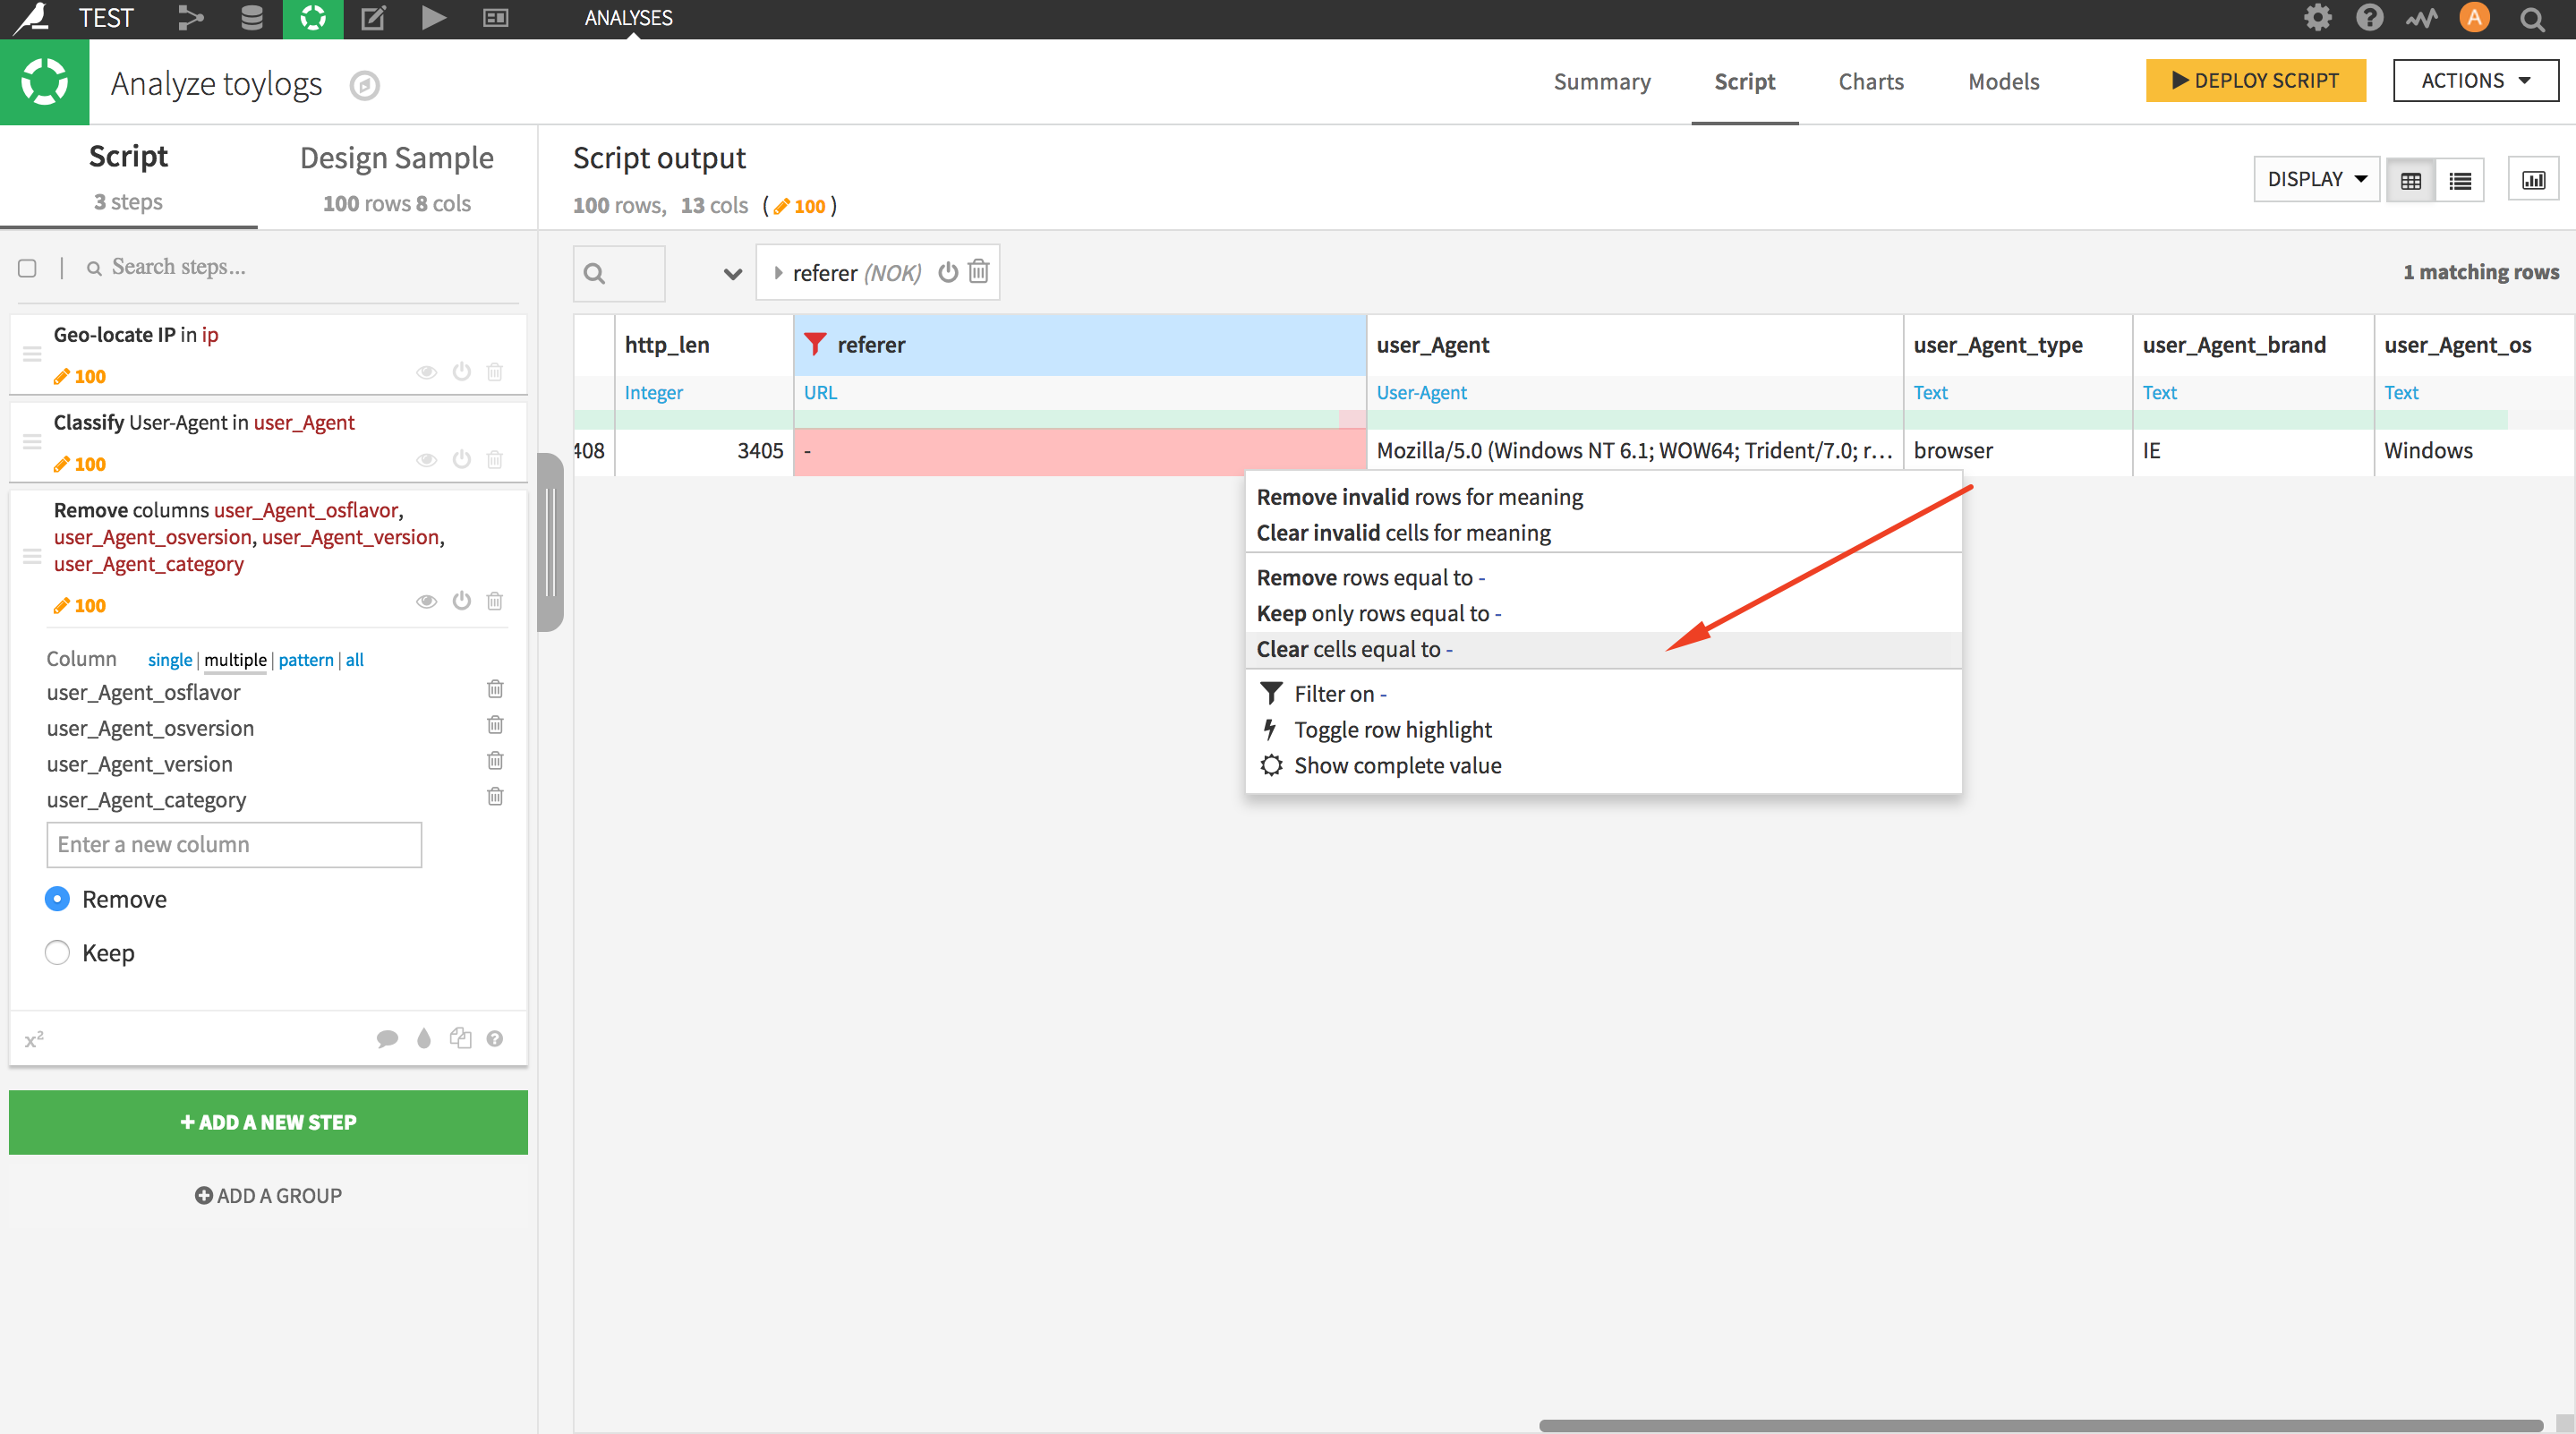 TEST ANALYSES A
Analyze toylogs Summary Script Charts Models DEPLOY SCRIPT ACTIONS
Script
3 steps
Design Sample
100 rows 8 cols
Script output
100 rows, 13 cols ( 100 )
DISPLAY
Search steps...
referer (NOK)
1 matching rows
Geo-locate IP in ip
100
Classify User-Agent in user_Agent
100
Remove columns user_Agent_osflavor,
user_Agent_osversion, user_Agent_version,
user_Agent_category
100
Column single | multiple | pattern | all
user_Agent_osflavor
user_Agent_osversion
user_Agent_version
user_Agent_category
Enter a new column
Remove
Keep
x²
+ ADD A NEW STEP
ADD A GROUP
http_len referer user_Agent user_Agent_type user_Agent_brand user_Agent_os
Integer URL User-Agent Text Text Text
408 3405 - Mozilla/5.0 (Windows NT 6.1; WOW64; Trident/7.0; r... browser IE Windows
Remove invalid rows for meaning
Clear invalid cells for meaning
Remove rows equal to -
Keep only rows equal to -
Clear cells equal to -
Filter on -
Toggle row highlight
Show complete value